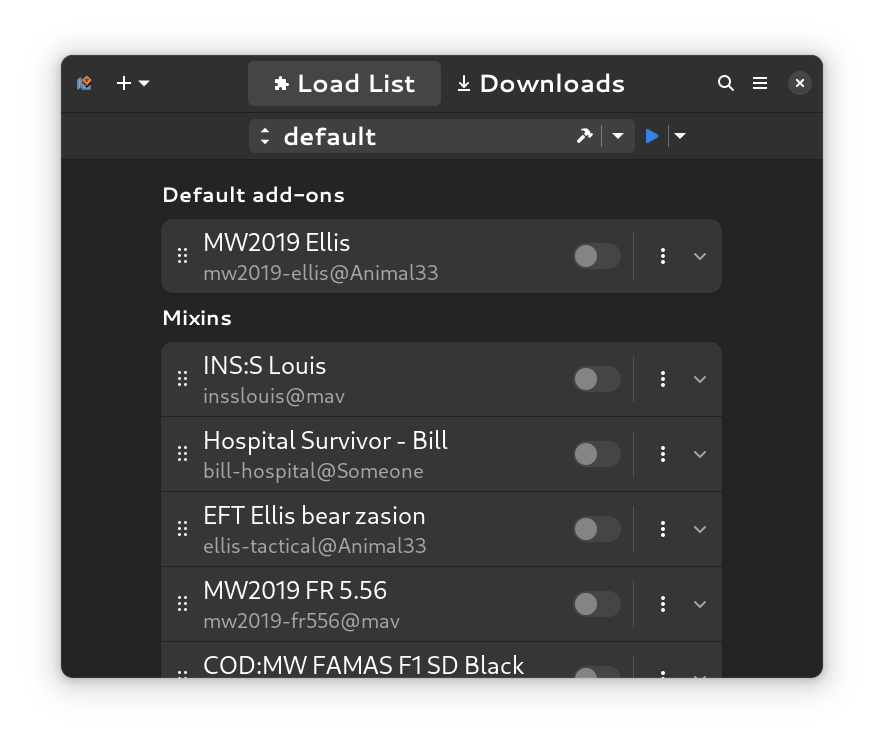 Load List
Downloads
default
Default add-ons
MW2019 Ellis
mw2019-ellis@Animal33
Mixins
INS:S Louis
insslouis@mav
Hospital Survivor - Bill
bill-hospital@Someone
EFT Ellis bear zasion
ellis-tactical@Animal33
MW2019 FR 5.56
mw2019-fr556@mav
COD:MW FAMAS F1 SD Black